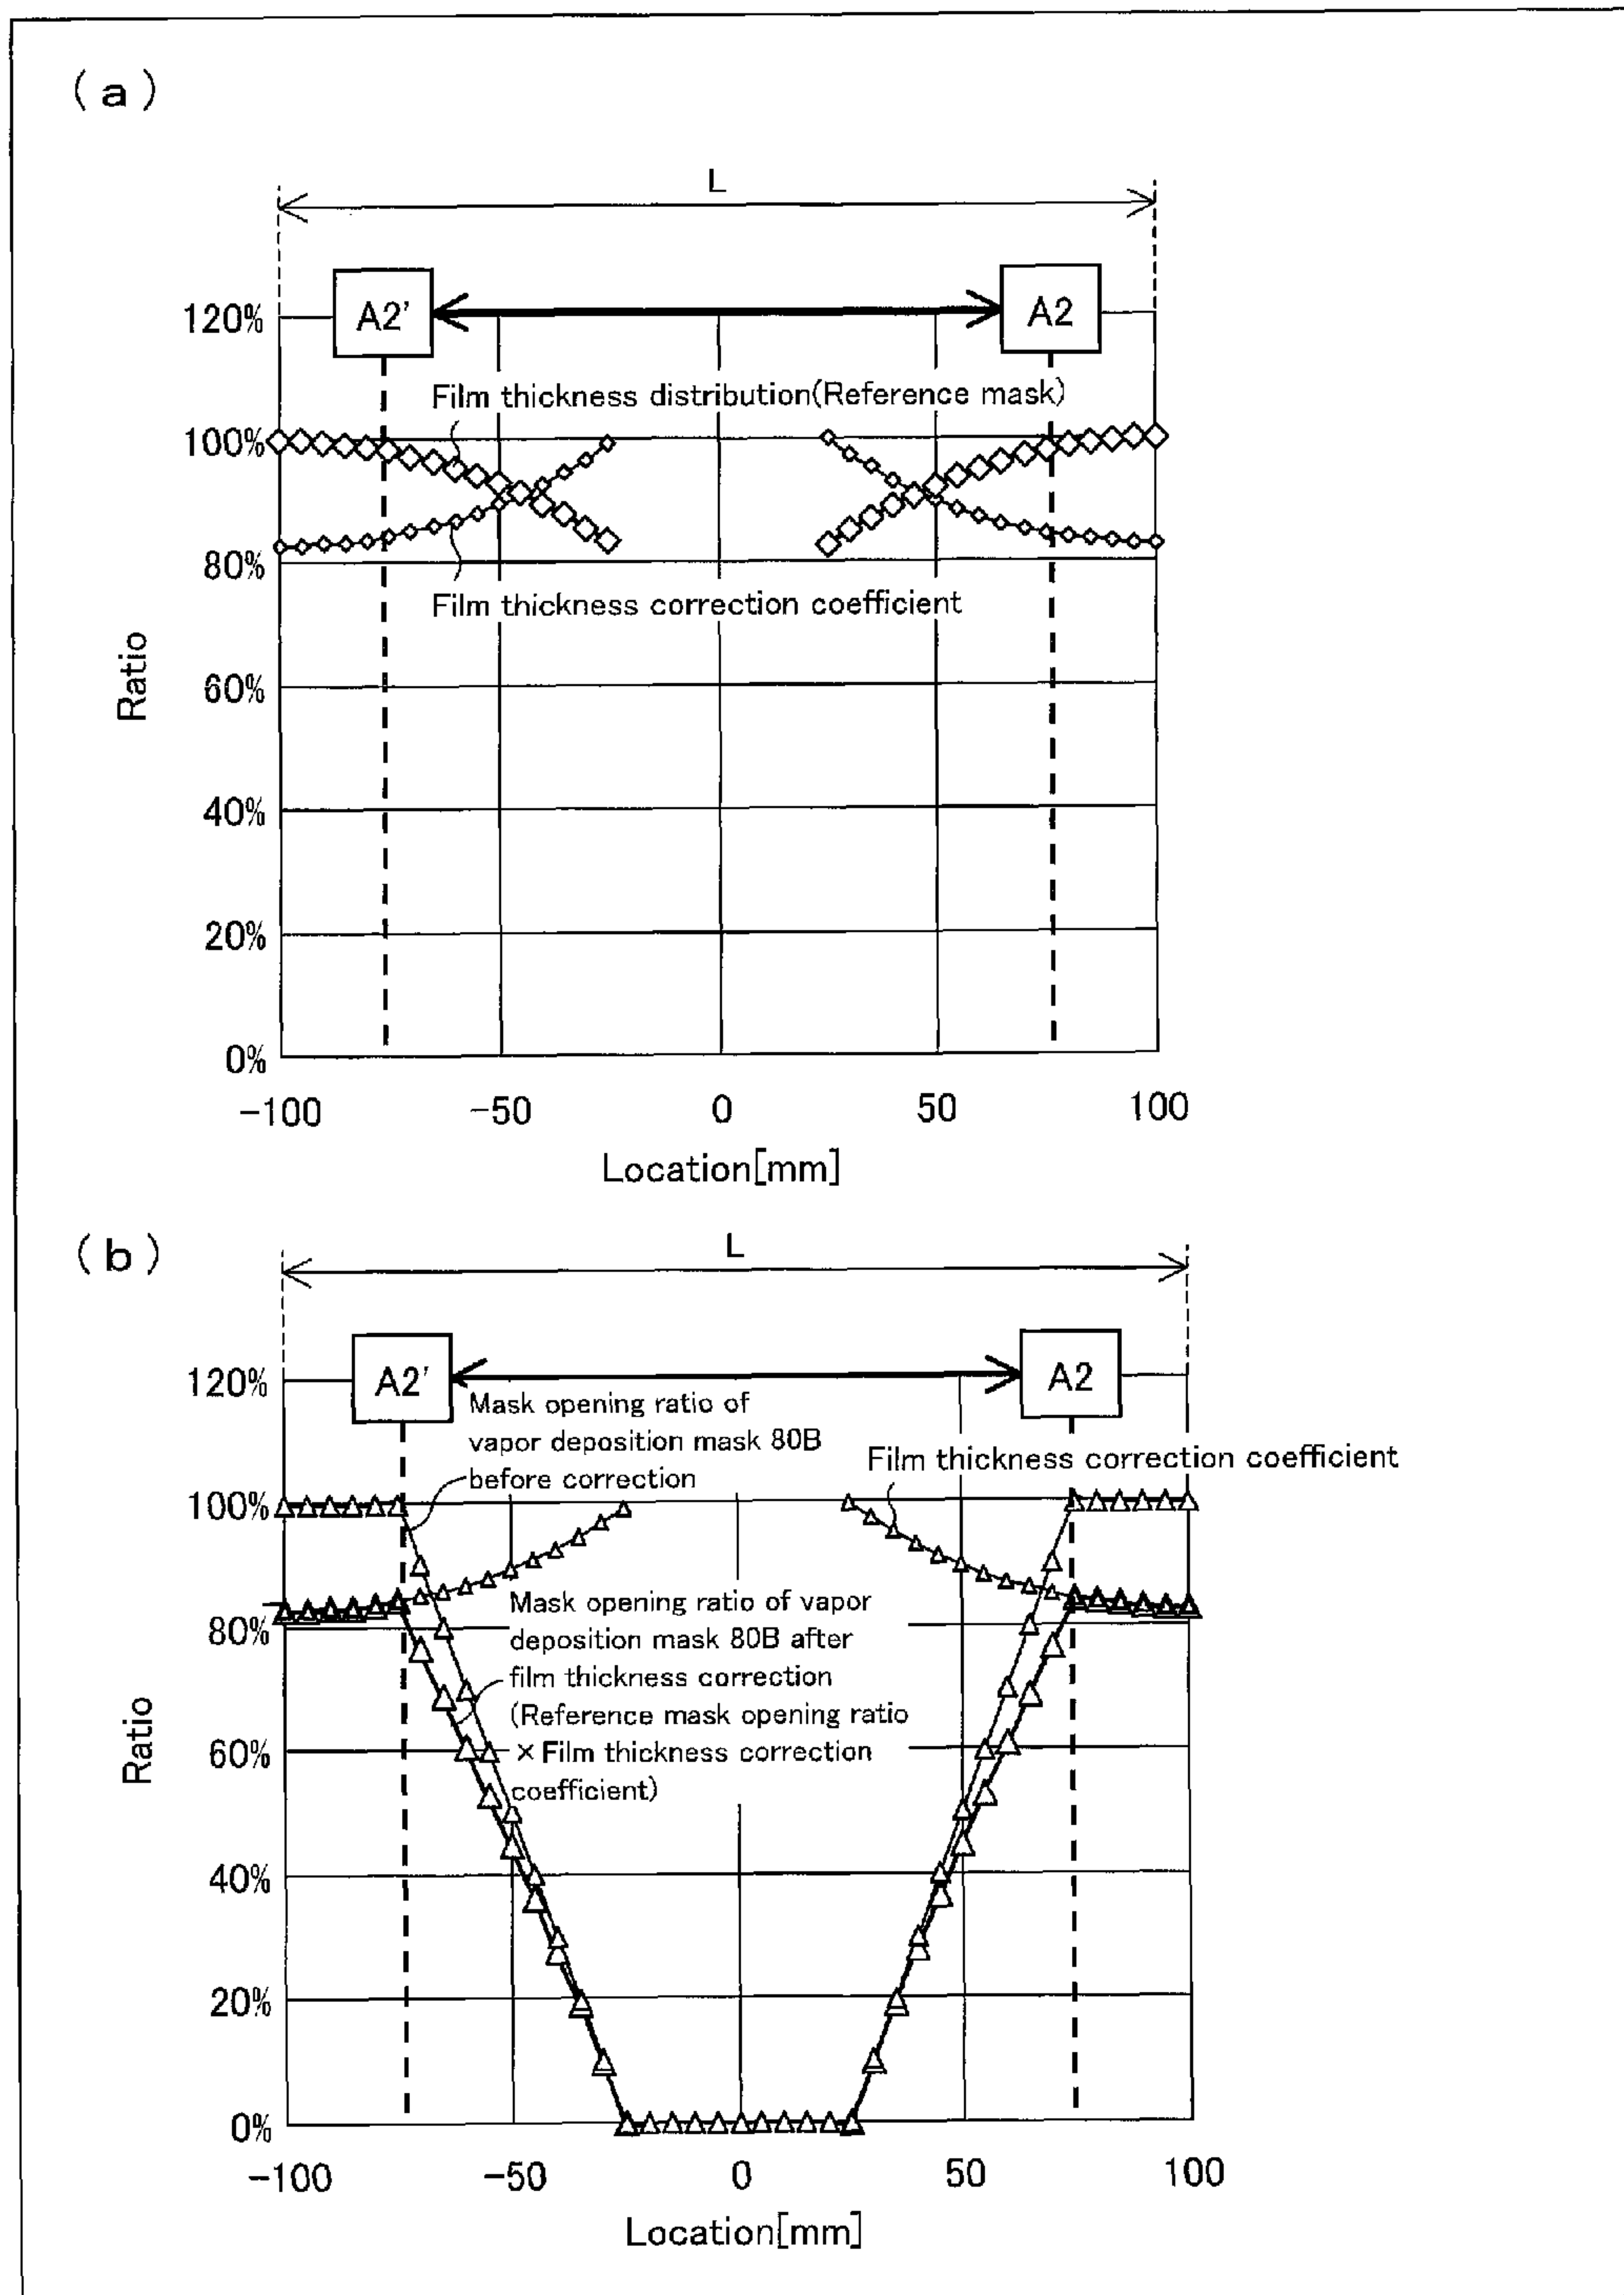 (a)
L
A2'
A2
120%
Film thickness distribution(Reference mask)
100%
80%
Film thickness correction coefficient
60%
40%
20%
0%
Ratio
-100
-50
0
50
100
Location[mm]
(b)
L
A2'
A2
120%
Mask opening ratio of
vapor deposition mask 80B
before correction
Film thickness correction coefficient
100%
Mask opening ratio of vapor
deposition mask 80B after
film thickness correction
(Reference mask opening ratio
× Film thickness correction
coefficient)
80%
60%
40%
20%
0%
Ratio
-100
-50
0
50
100
Location[mm]